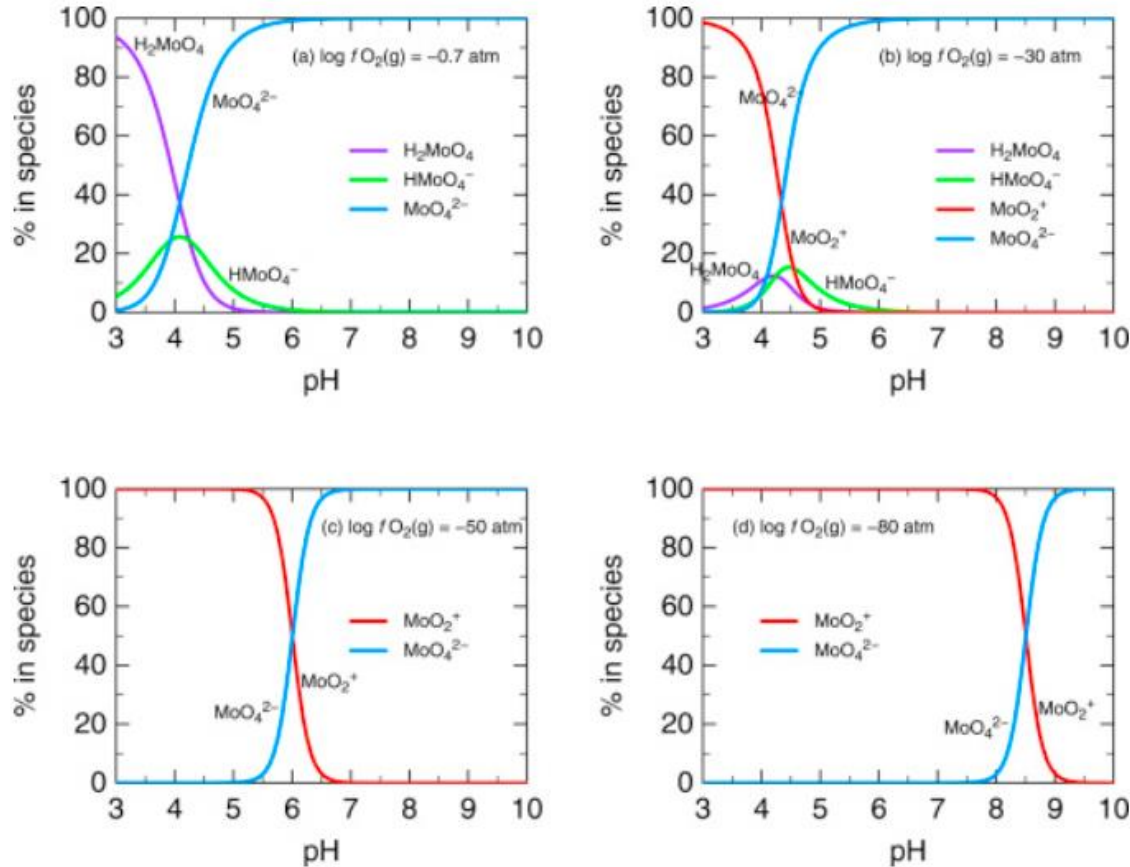 100
80
60
40
20
0
% in species
H₂MoO₄
(a) log f O₂(g) = −0.7 atm
MoO₄²⁻
H₂MoO₄
HMoO₄⁻
MoO₄²⁻
HMoO₄⁻
3 4 5 6 7 8 9 10
pH
100
80
60
40
20
0
% in species
(b) log f O₂(g) = −30 atm
MoO₄²⁻
H₂MoO₄
HMoO₄⁻
MoO₂⁺
MoO₄²⁻
MoO₂⁺
H₂MoO₄
HMoO₄⁻
3 4 5 6 7 8 9 10
pH
100
80
60
40
20
0
% in species
(c) log f O₂(g) = −50 atm
MoO₂⁺
MoO₄²⁻
MoO₂⁺
MoO₄²⁻
3 4 5 6 7 8 9 10
pH
100
80
60
40
20
0
% in species
(d) log f O₂(g) = −80 atm
MoO₂⁺
MoO₄²⁻
MoO₄²⁻
MoO₂⁺
3 4 5 6 7 8 9 10
pH